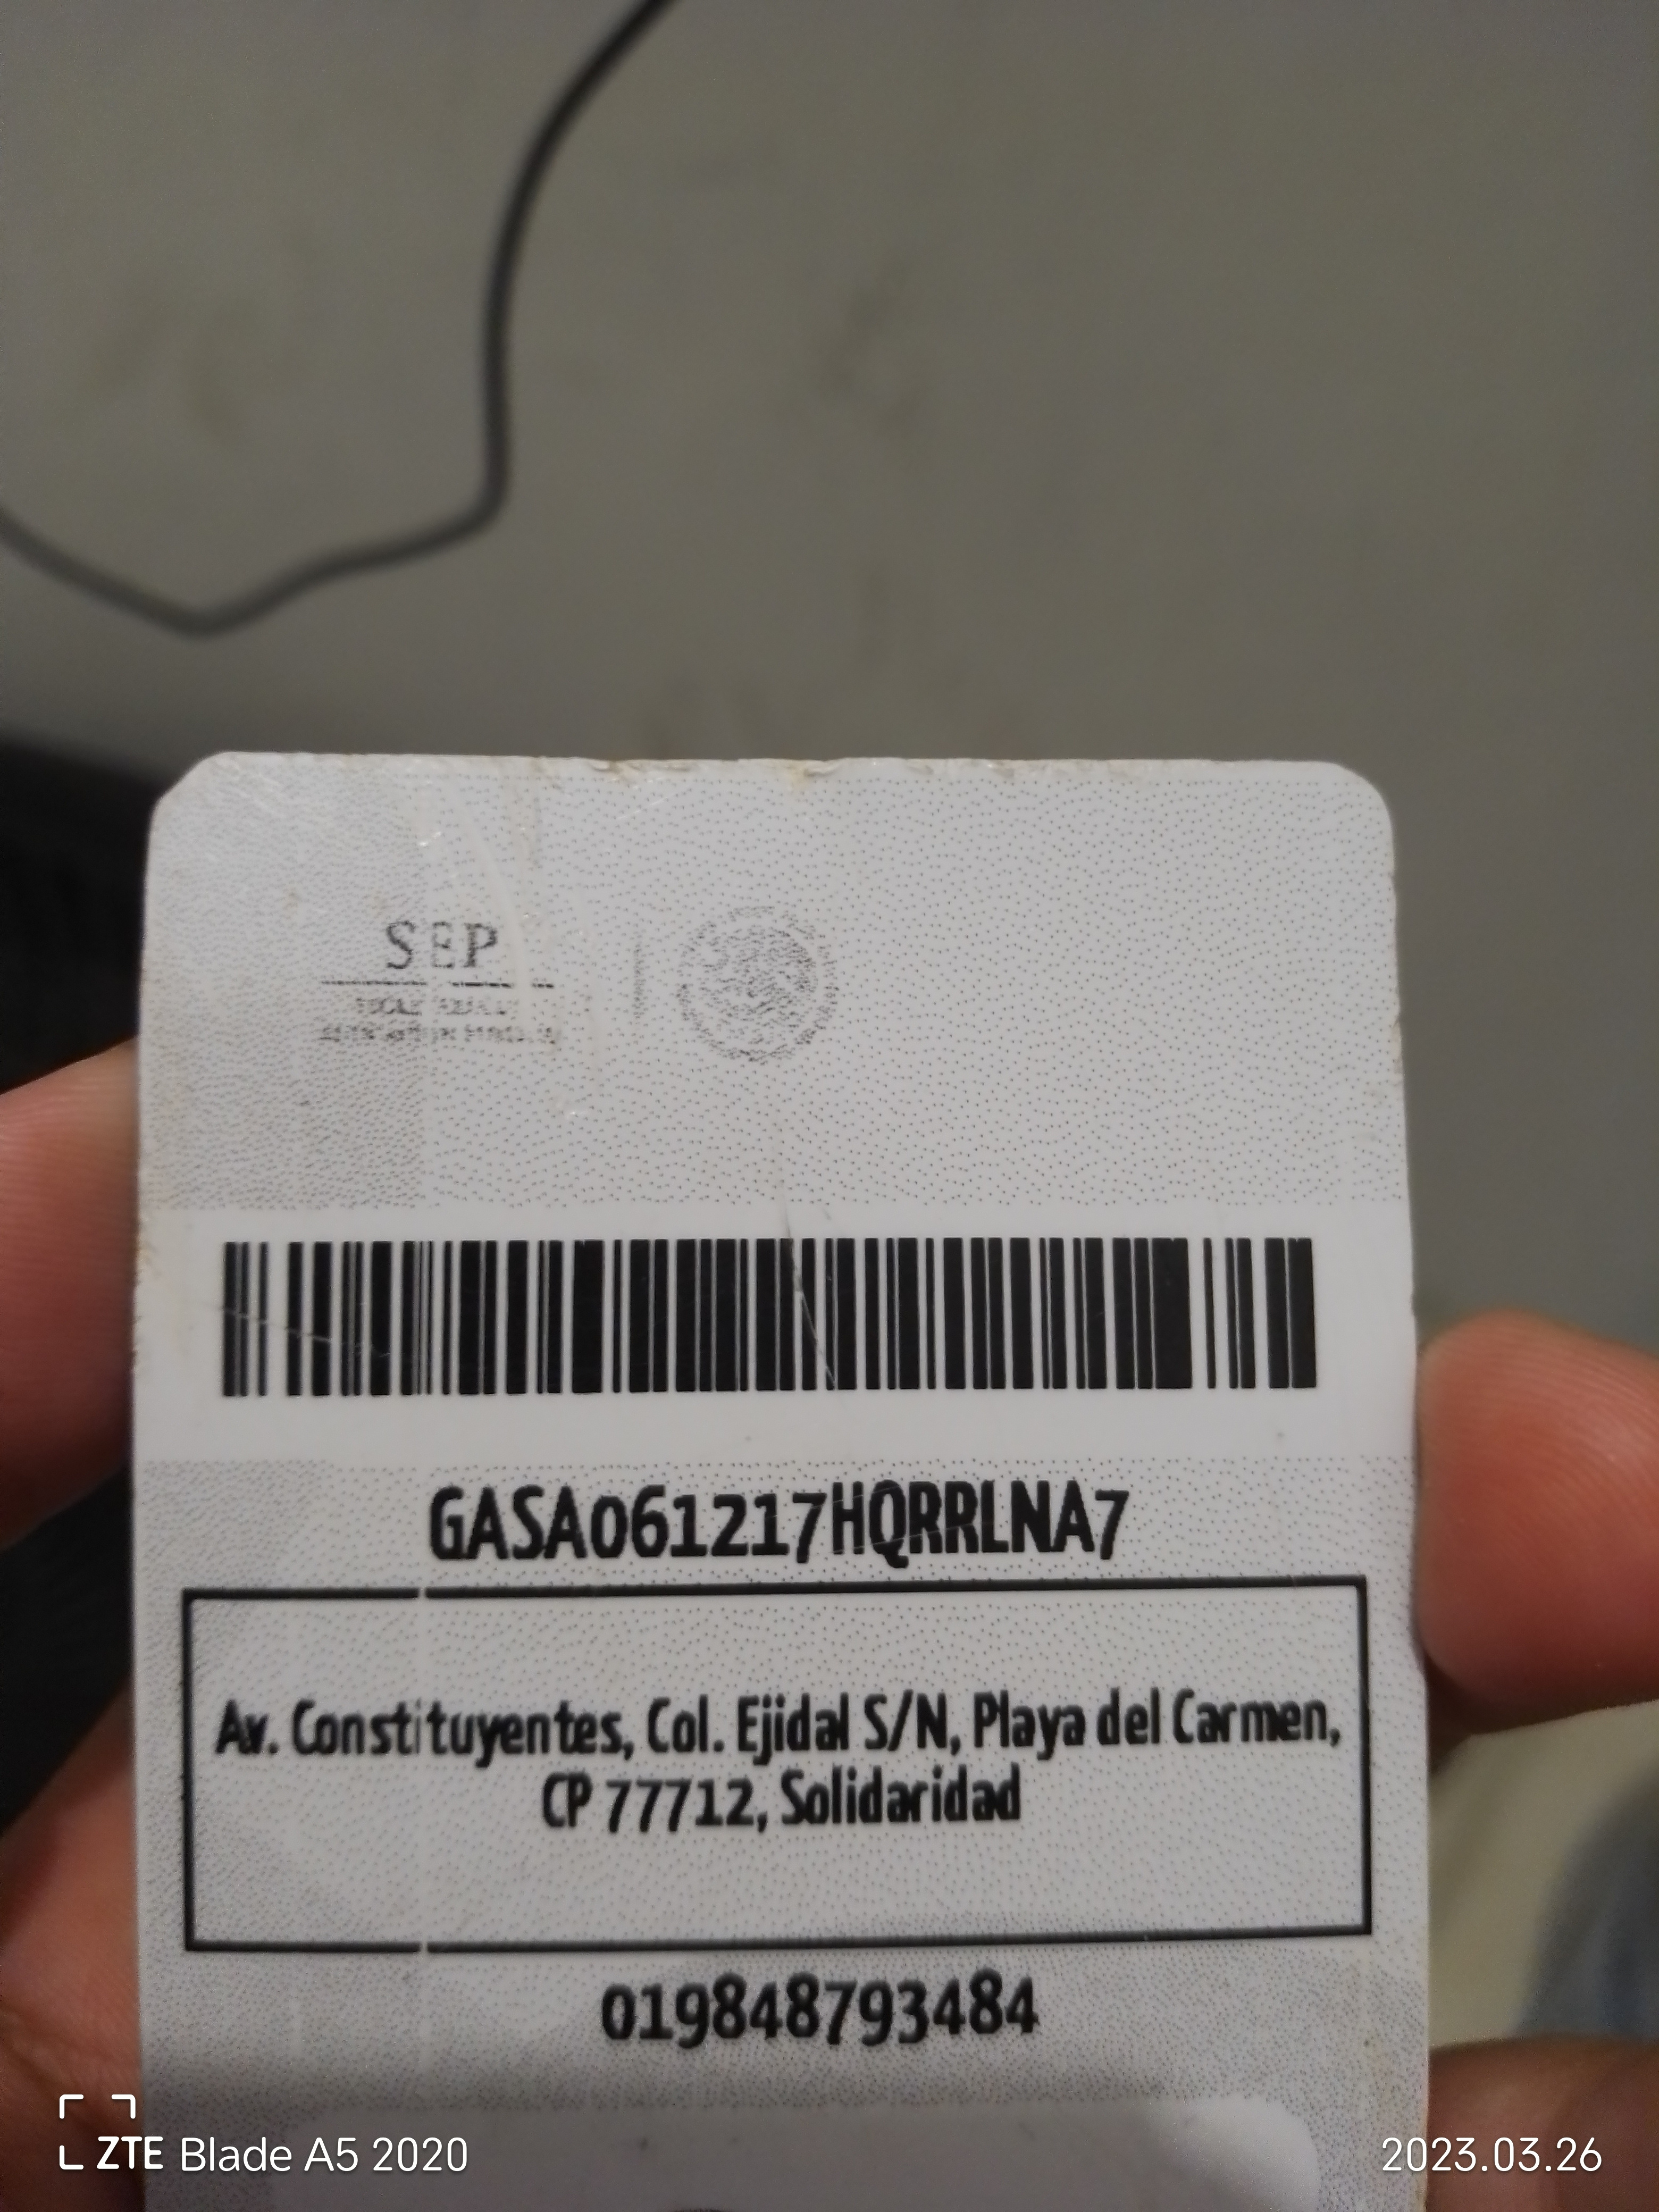 SEP
GASA061217HQRRLNA7
Av. Constituyentes, Col. Ejidal S/N, Playa del Carmen,
CP 77712, Solidaridad
019848793484
ZTE Blade A5 2020
2023.03.26